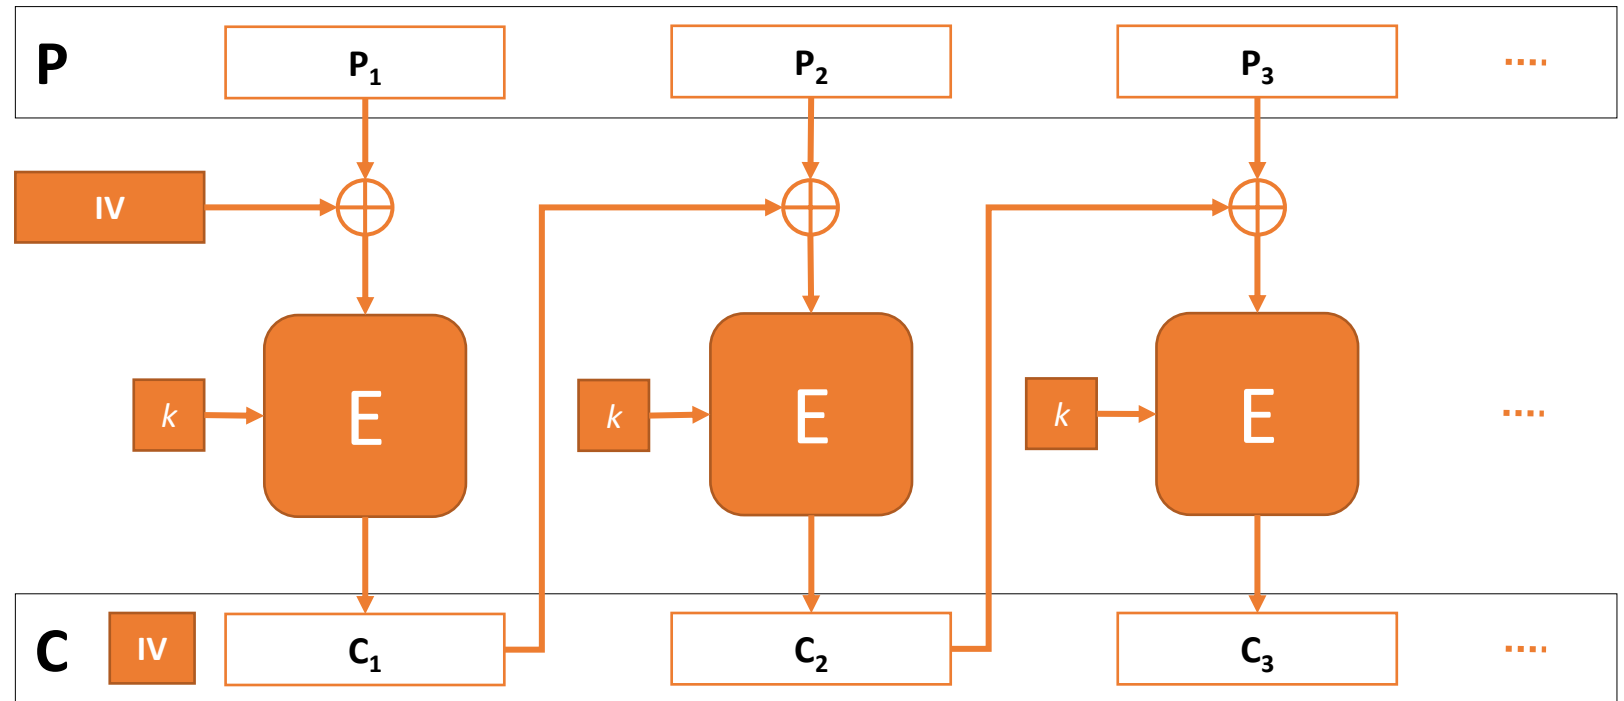 P
P₁ P₂ P₃ ....
IV
k E k E k E ....
C IV C₁ C₂ C₃ ....